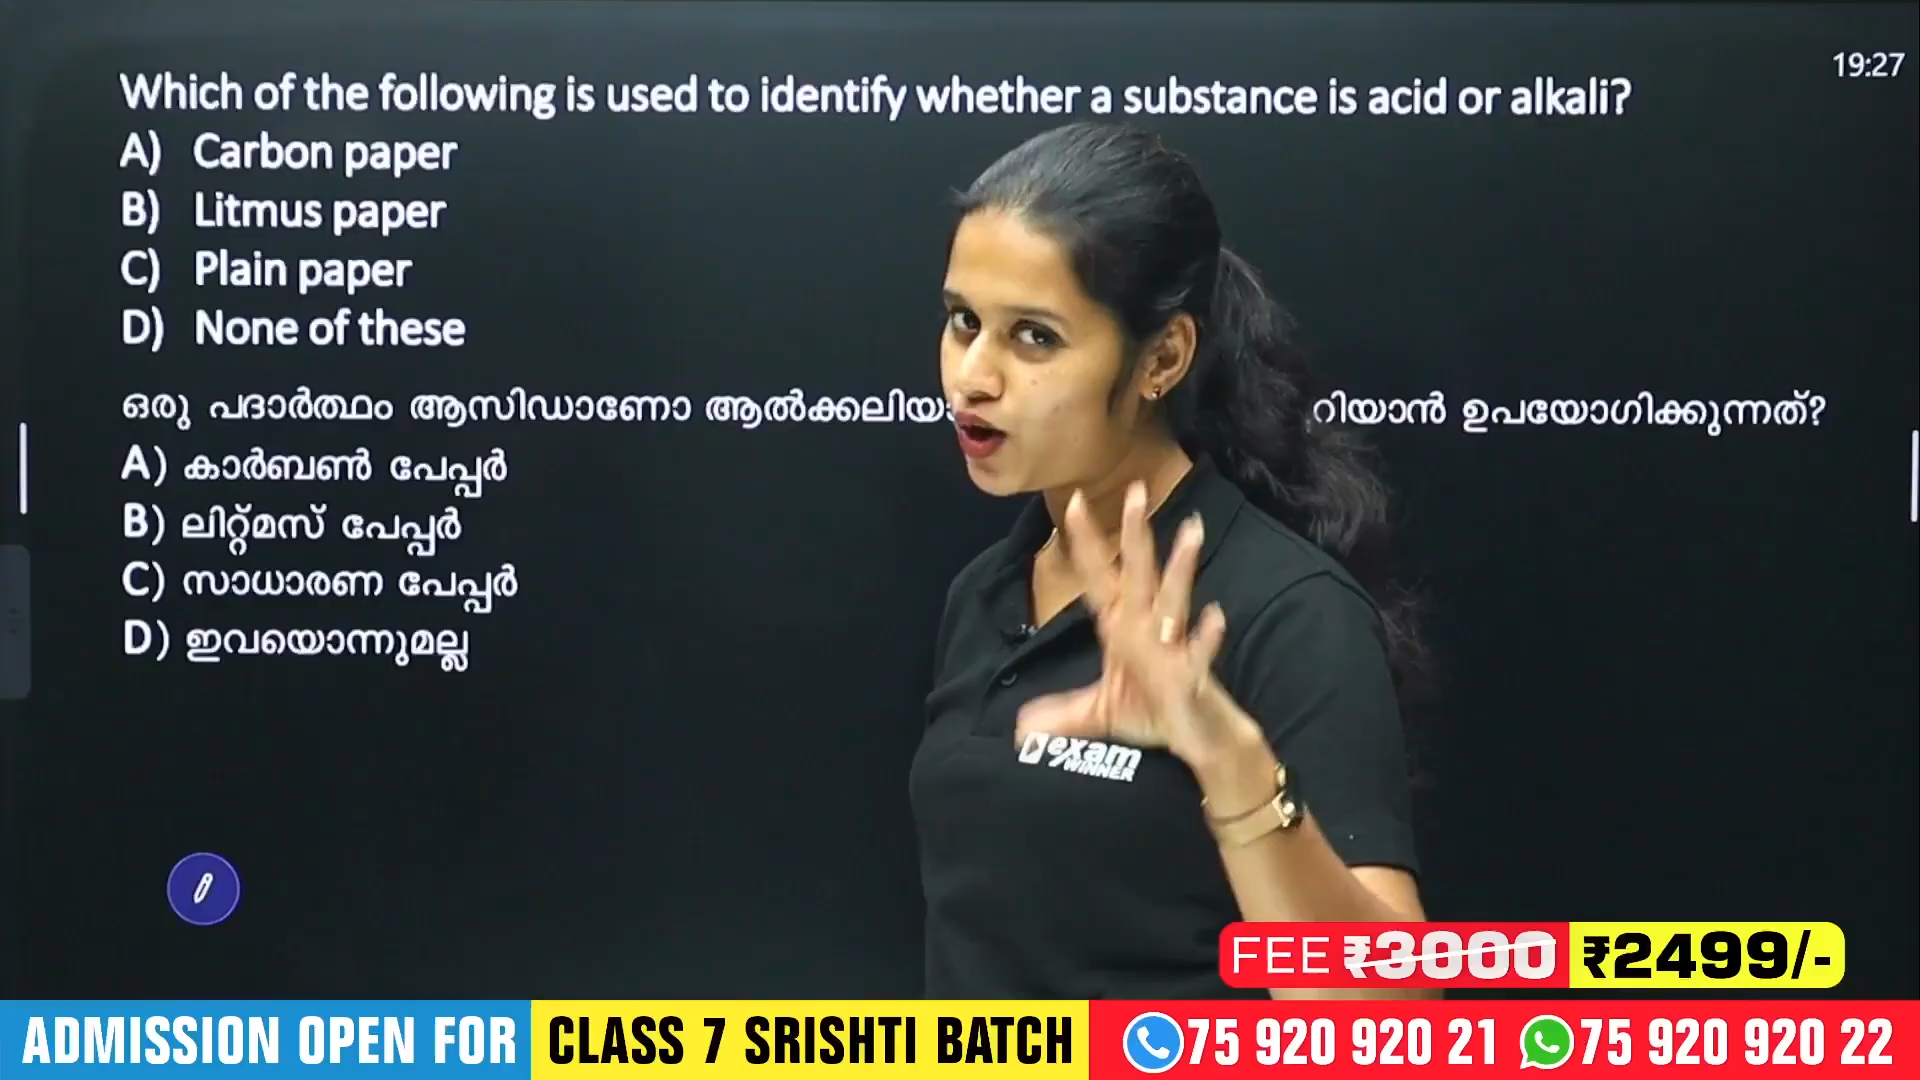 19:27
Which of the following is used to identify whether a substance is acid or alkali?
A) Carbon paper
B) Litmus paper
C) Plain paper
D) None of these
ഒരു പദാർത്ഥം ആസിഡാണോ ഉപയോഗിക്കുന്നത്?
A) കാർബൺ പേപ്പർ
B) ലിറ്റ്മസ് പേപ്പർ
C) സാധാരണ പേപ്പർ
D) ഇവയൊന്നുമല്ല
exam
WINNER
FEE ₹3000 ₹2499/-
ADMISSION OPEN FOR CLASS 7 SRISHTI BATCH 75 920 920 21 75 920 920 22